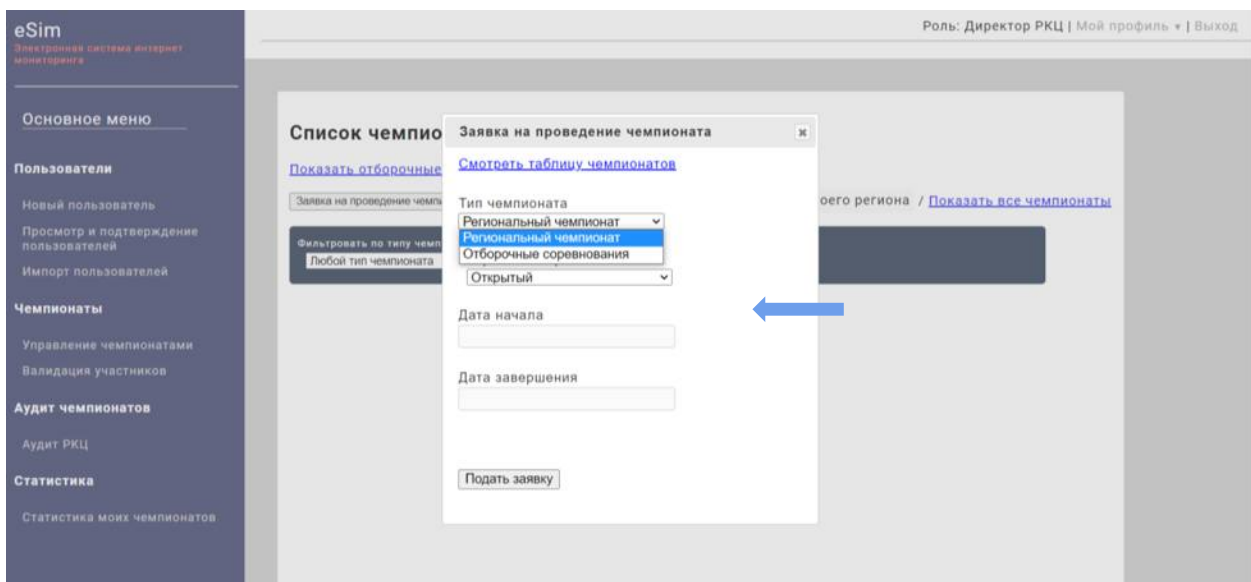 eSim
Электронная система интернет
мониторинга
Роль: Директор РКЦ | Мой профиль ▾ | Выход
Основное меню
Пользователи
Новый пользователь
Просмотр и подтверждение
пользователей
Импорт пользователей
Чемпионаты
Управление чемпионатами
Валидация участников
Аудит чемпионатов
Аудит РКЦ
Статистика
Статистика моих чемпионатов
Список чемпио
Показать отборочные
Заявка на проведение
оего региона / Показать все чемпионаты
Фильтровать по типу чемп
Любой тип чемпионата
Заявка на проведение чемпионата
Смотреть таблицу чемпионатов
Тип чемпионата
Региональный чемпионат
Региональный чемпионат
Отборочные соревнования
Открытый
Дата начала
Дата завершения
Подать заявку